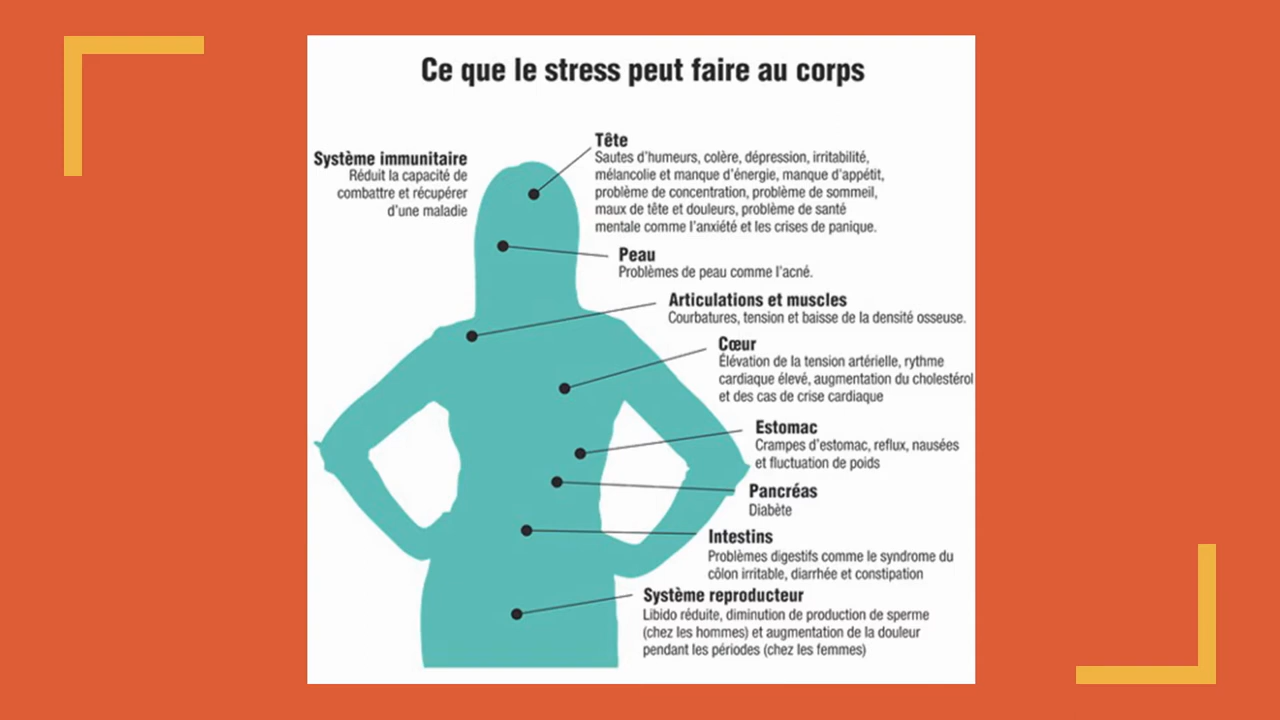 Ce que le stress peut faire au corps
Système immunitaire
Réduit la capacité de
combattre et récupérer
d'une maladie
Tête
Sautes d'humeurs, colère, dépression, irritabilité,
mélancolie et manque d'énergie, manque d'appétit,
problème de concentration, problème de sommeil,
maux de tête et douleurs, problème de santé
mentale comme l'anxiété et les crises de panique.
Peau
Problèmes de peau comme l'acné.
Articulations et muscles
Courbatures, tension et baisse de la densité osseuse.
Cœur
Élévation de la tension artérielle, rythme
cardiaque élevé, augmentation du cholestérol
et des cas de crise cardiaque
Estomac
Crampes d'estomac, reflux, nausées
et fluctuation de poids
Pancréas
Diabète
Intestins
Problèmes digestifs comme le syndrome du
côlon irritable, diarrhée et constipation
Système reproducteur
Libido réduite, diminution de production de sperme
(chez les hommes) et augmentation de la douleur
pendant les périodes (chez les femmes)